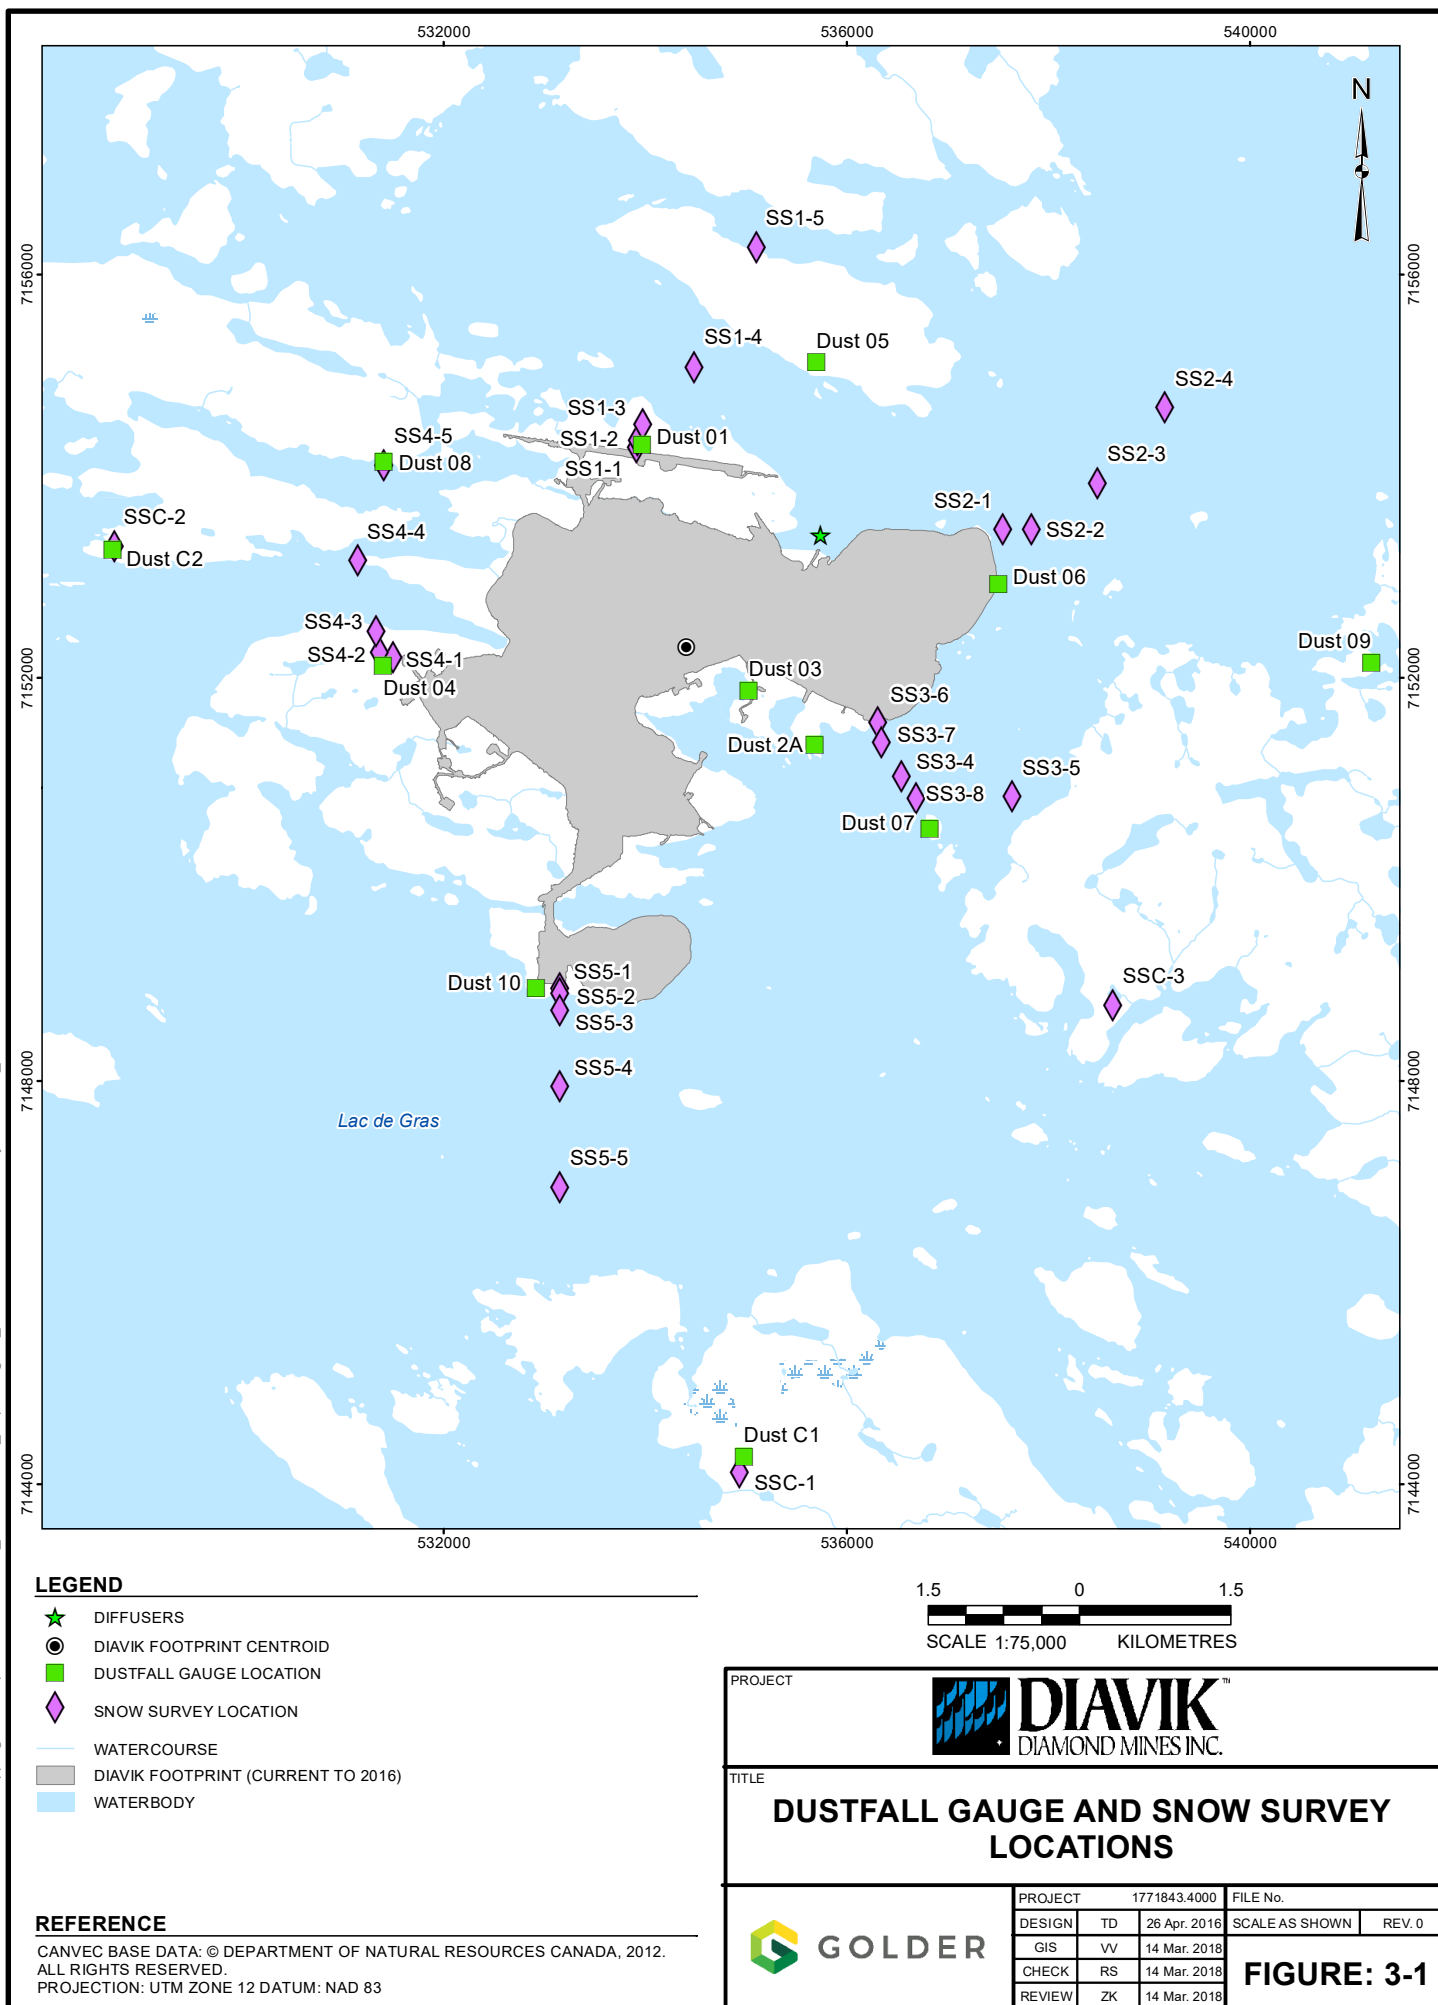 532000
536000
540000
N
SS1-5
7156000
7156000
SS1-4
Dust 05
SS2-4
SS1-3
SS1-2
Dust 01
SS4-5
Dust 08
SS1-1
SS2-3
SS2-1
SS2-2
SSC-2
Dust C2
SS4-4
Dust 06
SS4-3
SS4-2
SS4-1
Dust 04
Dust 09
Dust 03
7152000
7152000
SS3-6
SS3-7
Dust 2A
SS3-4
SS3-5
SS3-8
Dust 07
SS5-1
Dust 10
SS5-2
SS5-3
SSC-3
SS5-4
7148000
7148000
Lac de Gras
SS5-5
Dust C1
SSC-1
7144000
7144000
532000
536000
540000
LEGEND
DIFFUSERS
DIAVIK FOOTPRINT CENTROID
DUSTFALL GAUGE LOCATION
SNOW SURVEY LOCATION
WATERCOURSE
DIAVIK FOOTPRINT (CURRENT TO 2016)
WATERBODY
REFERENCE
CANVEC BASE DATA: © DEPARTMENT OF NATURAL RESOURCES CANADA, 2012.
ALL RIGHTS RESERVED.
PROJECTION: UTM ZONE 12 DATUM: NAD 83
1.5 0 1.5
SCALE 1:75,000 KILOMETRES
PROJECT
DIAVIK™
DIAMOND MINES INC.
TITLE
DUSTFALL GAUGE AND SNOW SURVEY
LOCATIONS
GOLDER
PROJECT 1771843.4000 FILE No.
DESIGN TD 26 Apr. 2016 SCALE AS SHOWN REV. 0
GIS VV 14 Mar. 2018
CHECK RS 14 Mar. 2018
REVIEW ZK 14 Mar. 2018
FIGURE: 3-1